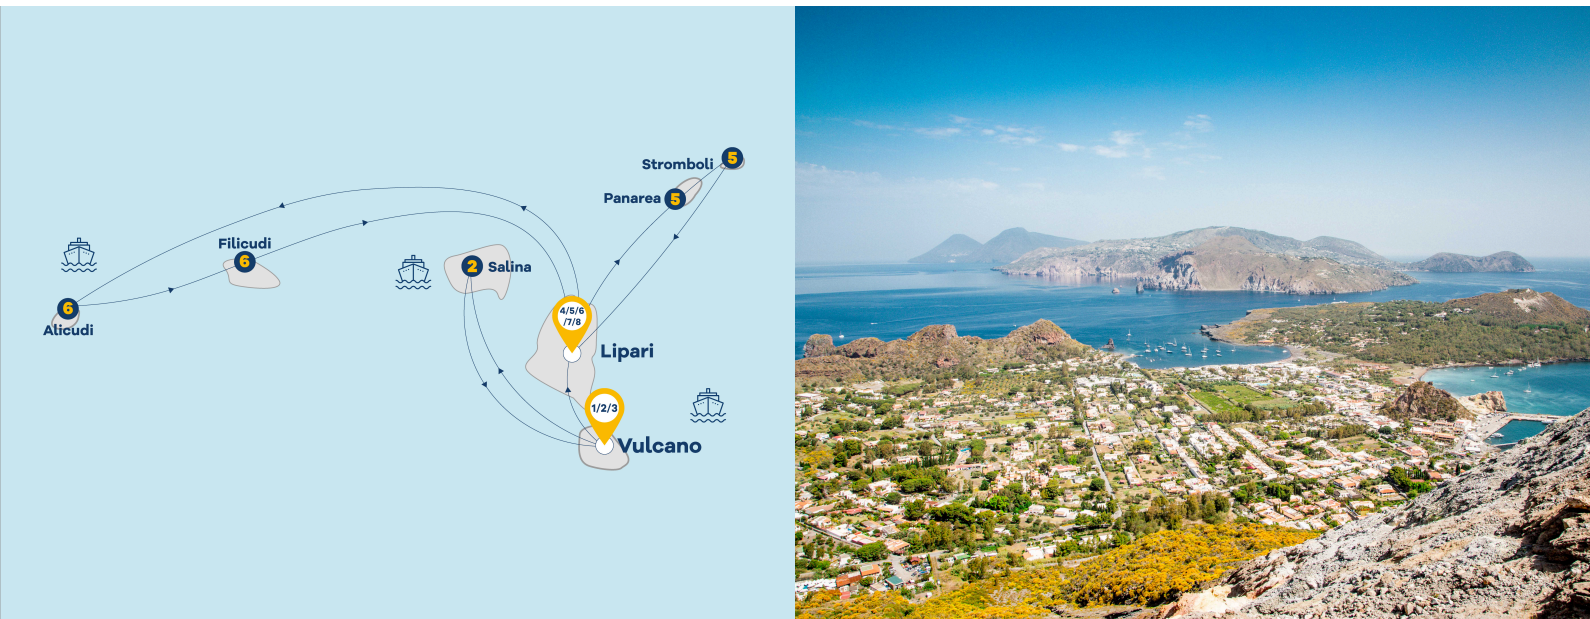 Stromboli
5
Panarea
5
Filicudi
6
2
Salina
6
Alicudi
4/5/6
/7/8
Lipari
1/2/3
Vulcano